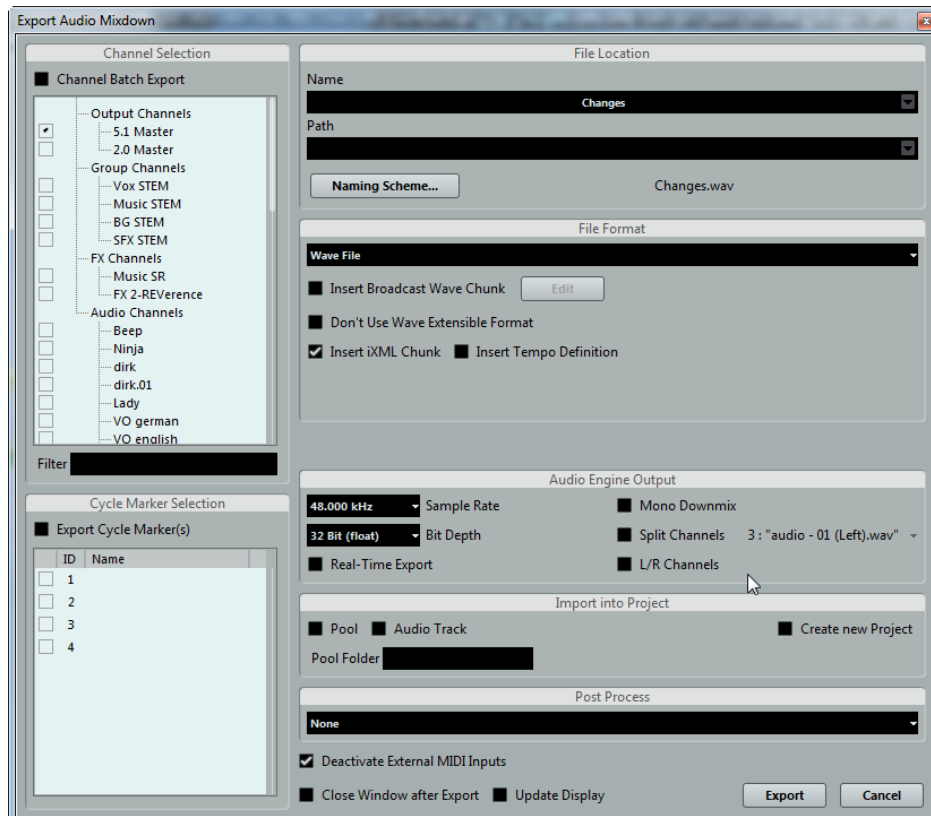 Export Audio Mixdown
Channel Selection
Channel Batch Export
Output Channels
5.1 Master
2.0 Master
Group Channels
Vox STEM
Music STEM
BG STEM
SFX STEM
FX Channels
Music SR
FX 2-REVerence
Audio Channels
Beep
Ninja
dirk
dirk.01
Lady
VO german
VO english
Filter
Cycle Marker Selection
Export Cycle Marker(s)
ID Name
1
2
3
4
File Location
Name
Changes
Path
Naming Scheme... Changes.wav
File Format
Wave File
Insert Broadcast Wave Chunk Edit
Don't Use Wave Extensible Format
Insert iXML Chunk Insert Tempo Definition
Audio Engine Output
48.000 kHz Sample Rate Mono Downmix
32 Bit (float) Bit Depth Split Channels 3 : "audio - 01 (Left).wav"
Real-Time Export L/R Channels
Import into Project
Pool Audio Track Create new Project
Pool Folder
Post Process
None
Deactivate External MIDI Inputs
Close Window after Export Update Display Export Cancel